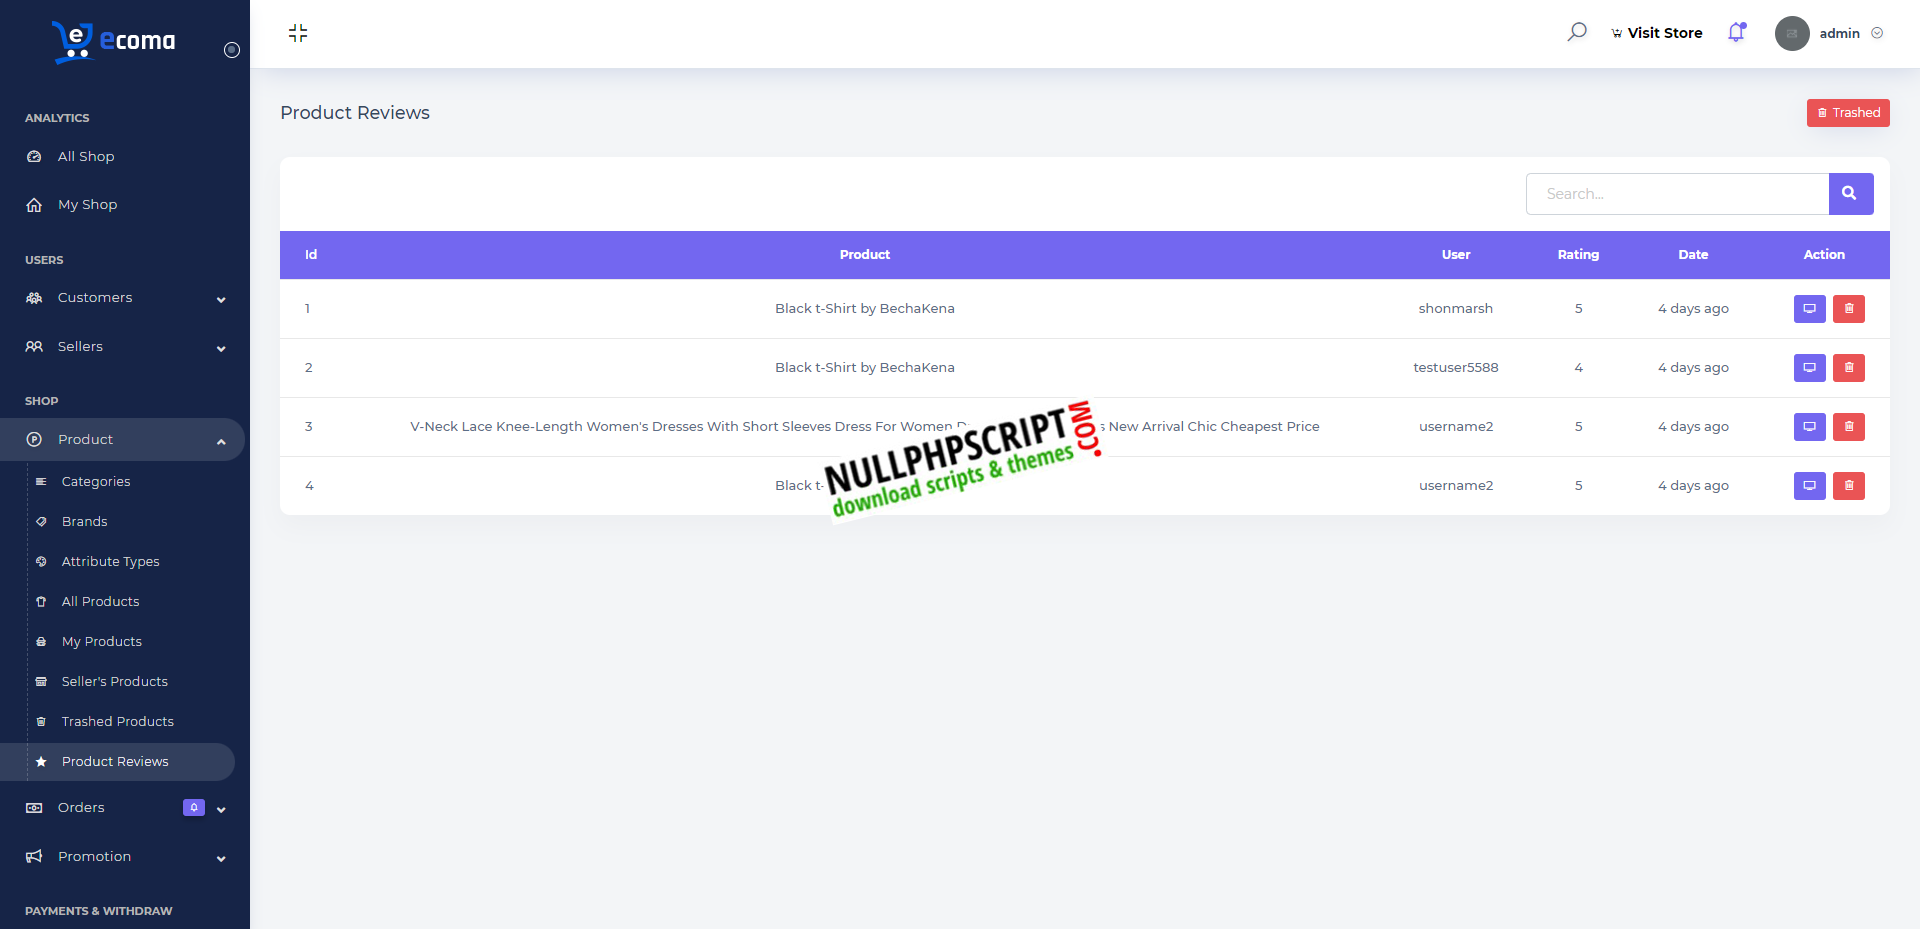 ecoma
Visit Store
admin
ANALYTICS
All Shop
My Shop
USERS
Customers
Sellers
SHOP
Product
Categories
Brands
Attribute Types
All Products
My Products
Seller's Products
Trashed Products
Product Reviews
Orders
Promotion
PAYMENTS & WITHDRAW
Product Reviews
Trashed
Search...
Id Product User Rating Date Action
1 Black t-Shirt by BechaKena shonmarsh 5 4 days ago
2 Black t-Shirt by BechaKena testuser5588 4 4 days ago
3 V-Neck Lace Knee-Length Women's Dresses With Short Sleeves Dress For Women New Arrival Chic Cheapest Price username2 5 4 days ago
4 Black t- username2 5 4 days ago
NULLPHPSCRIPT.COM
download scripts & themes